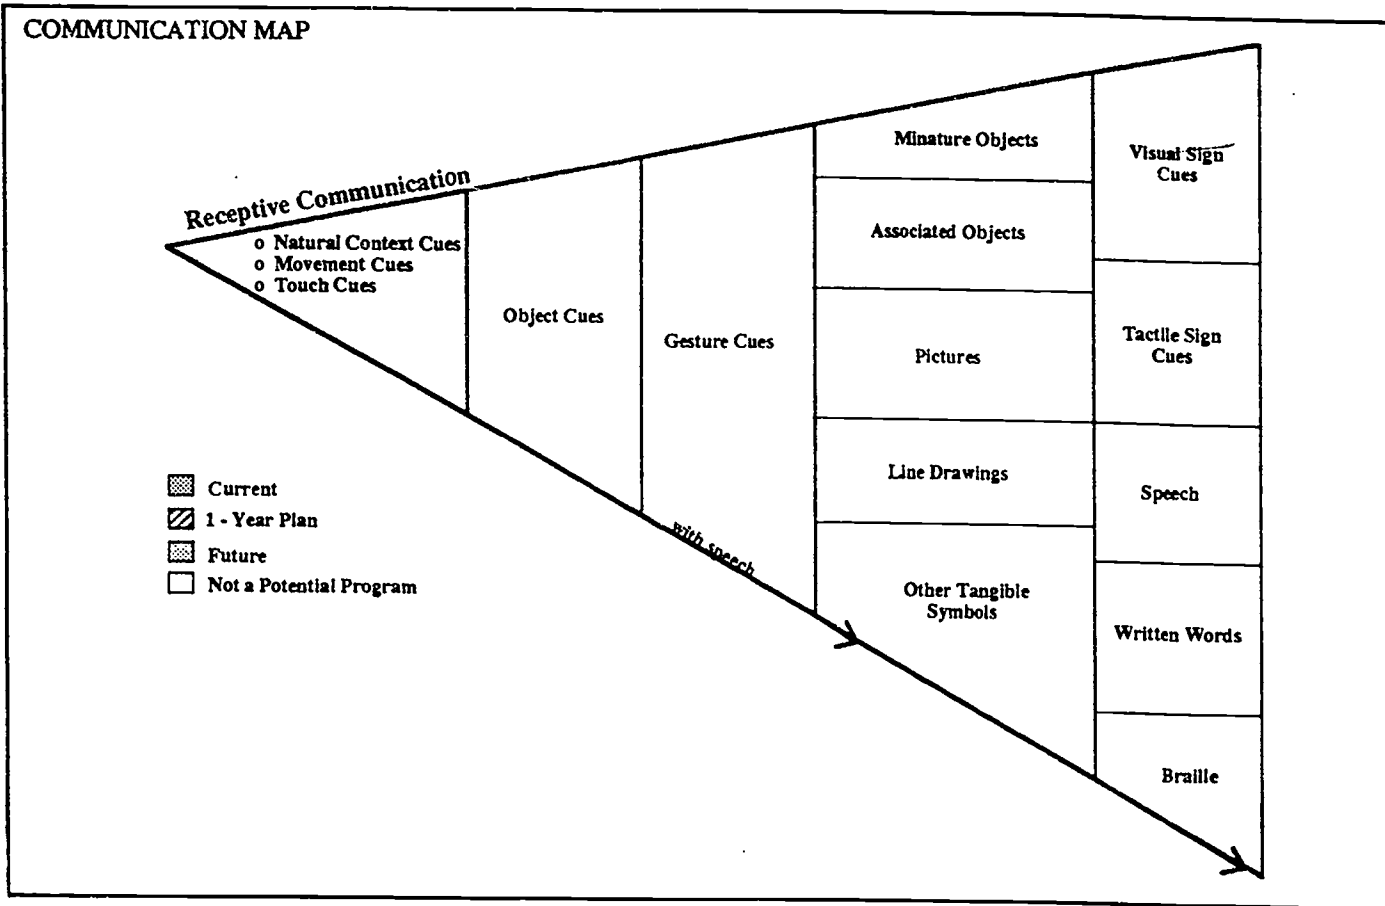 COMMUNICATION MAP
Receptive Communication
o Natural Context Cues
o Movement Cues
o Touch Cues
Object Cues
Gesture Cues
with speech
Minature Objects
Associated Objects
Pictures
Line Drawings
Other Tangible
Symbols
Visual Sign
Cues
Tactile Sign
Cues
Speech
Written Words
Braille
Current
1 - Year Plan
Future
Not a Potential Program